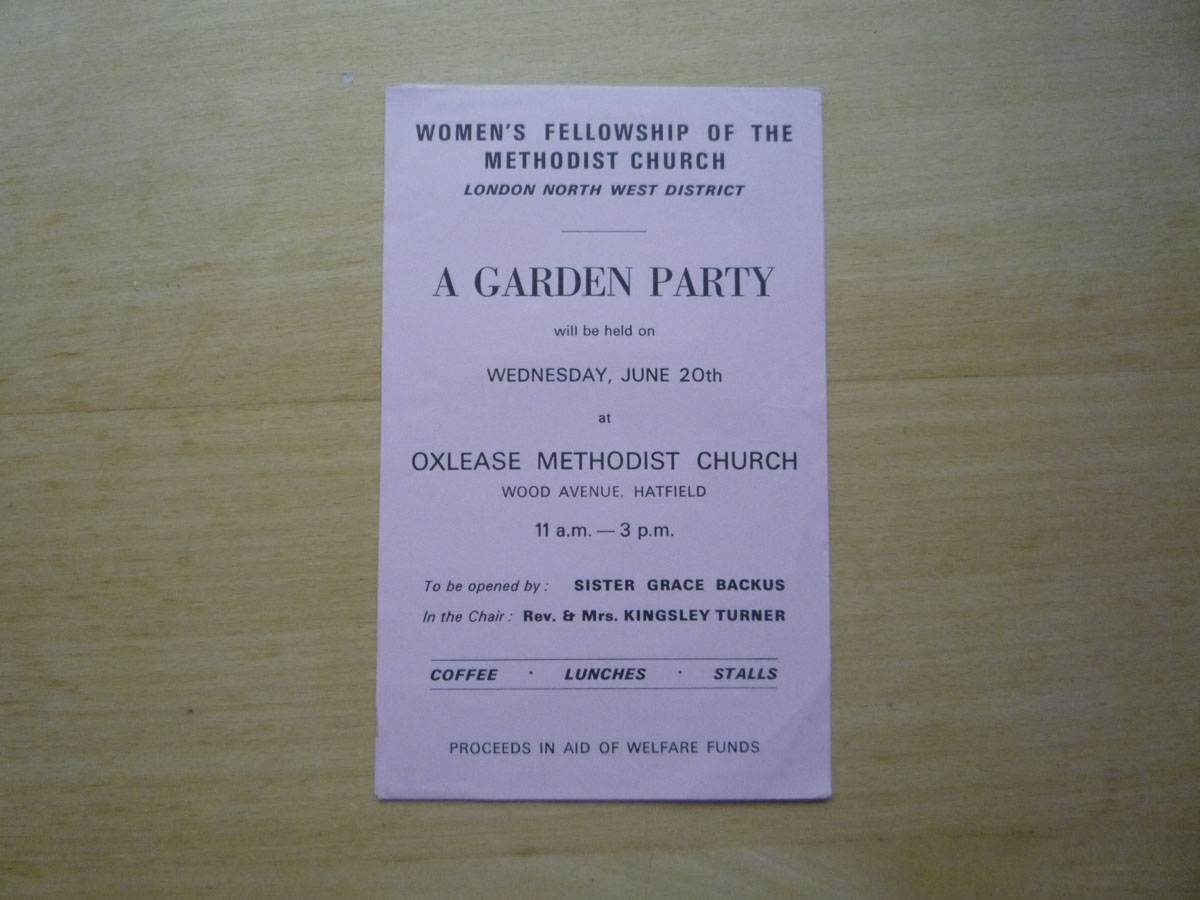 WOMEN'S FELLOWSHIP OF THE
METHODIST CHURCH
LONDON NORTH WEST DISTRICT
A GARDEN PARTY
will be held on
WEDNESDAY, JUNE 20th
at
OXLEASE METHODIST CHURCH
WOOD AVENUE, HATFIELD
11 a.m. — 3 p.m.
To be opened by : SISTER GRACE BACKUS
In the Chair : Rev. & Mrs. KINGSLEY TURNER
COFFEE · LUNCHES · STALLS
PROCEEDS IN AID OF WELFARE FUNDS